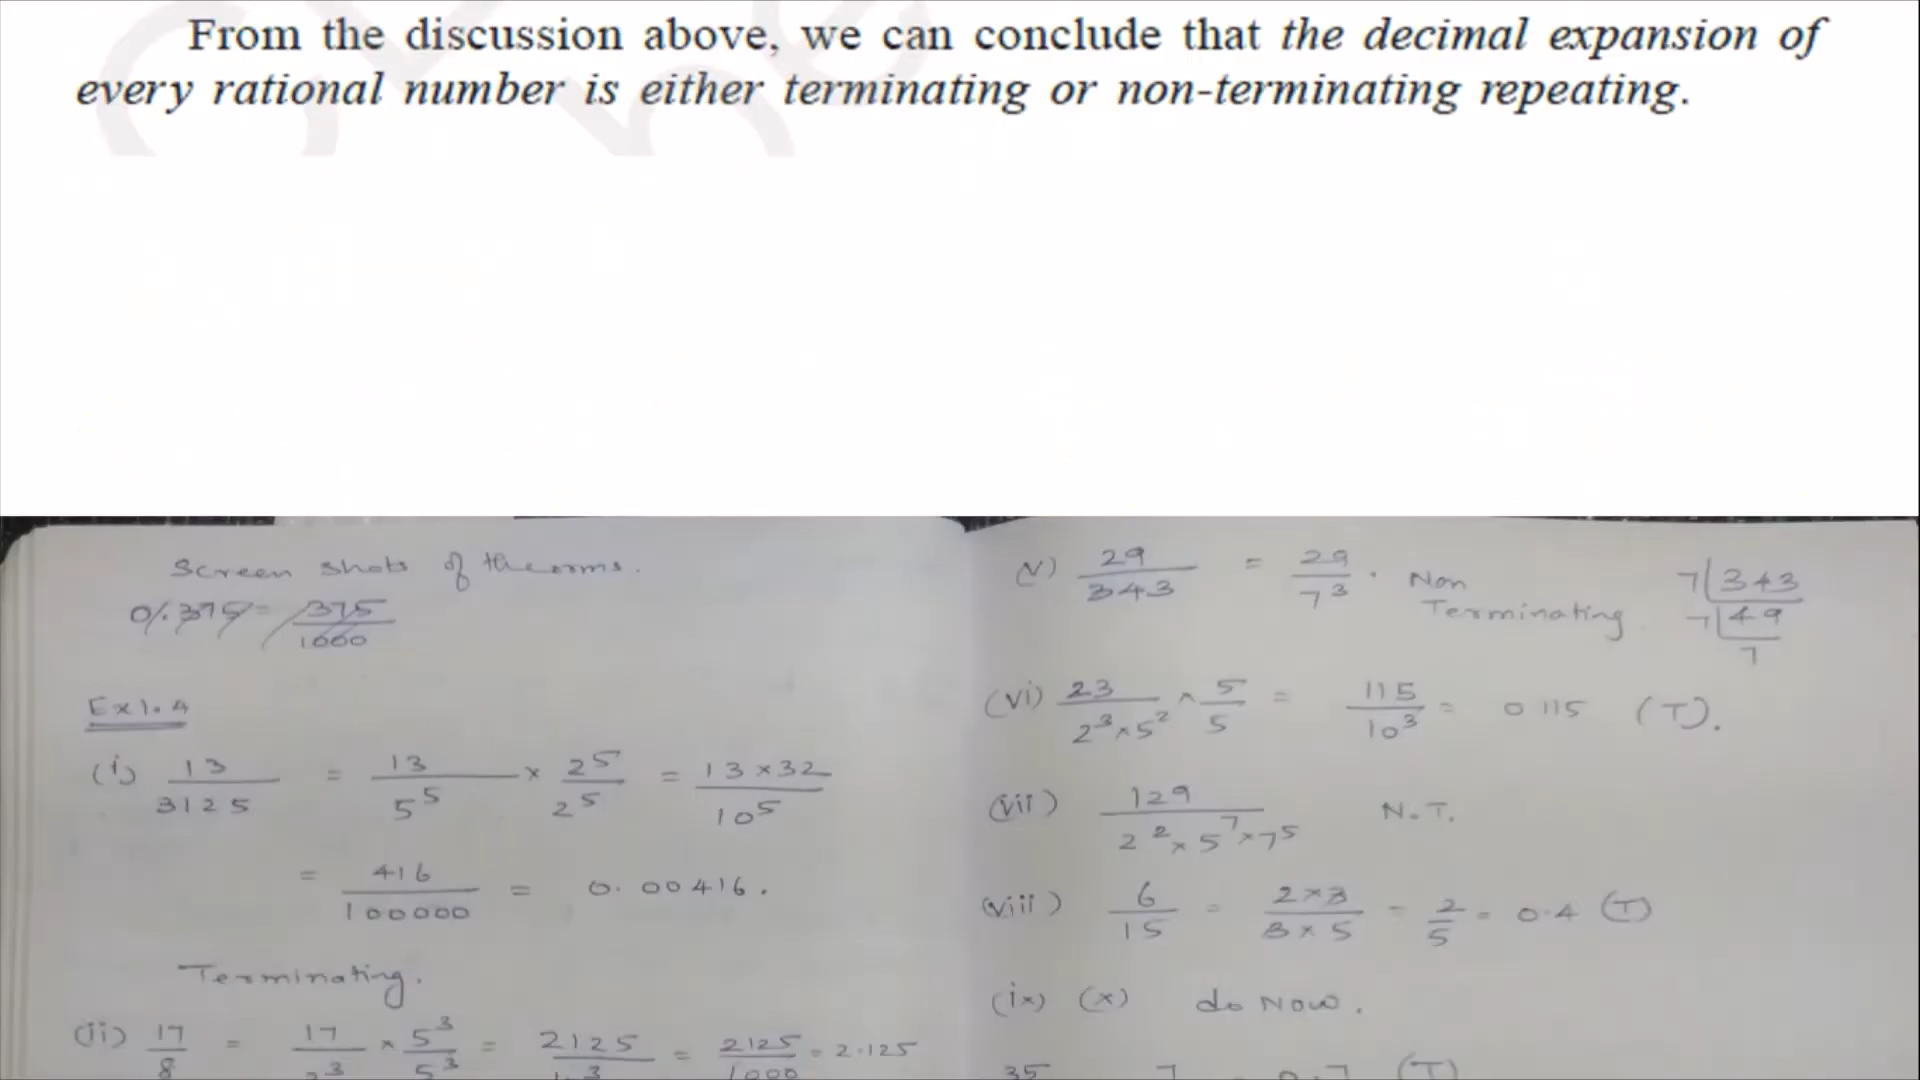 From the discussion above, we can conclude that the decimal expansion of
every rational number is either terminating or non-terminating repeating.
Screen shots of theorms.
0.375 = 375/1000
Ex 1.4
(i) 13/3125 = 13/5^5 × 2^5/2^5 = 13×32/10^5
= 416/100000 = 0.00416.
Terminating.
(ii) 17/8 = 17/2^3 × 5^3/5^3 = 2125/10^3 = 2125/1000 = 2.125
(v) 29/343 = 29/7^3. Non Terminating
7 343
7 49
7
(vi) 23/2^3×5^2 × 5/5 = 115/10^3 = 0.115 (T).
(vii) 129/2^2×5^7×7^5 N.T.
(viii) 6/15 = 2×3/3×5 = 2/5 = 0.4 (T)
(ix) (x) do Now.
35 7 0.7 (T)